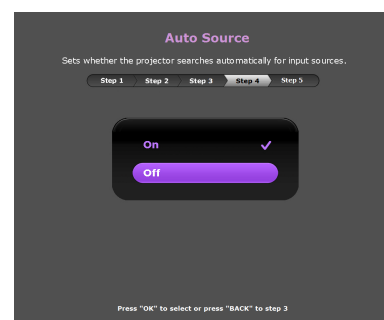 Auto Source
Sets whether the projector searches automatically for input sources.
Step 1 Step 2 Step 3 Step 4 Step 5
On
Off
Press "OK" to select or press "BACK" to step 3